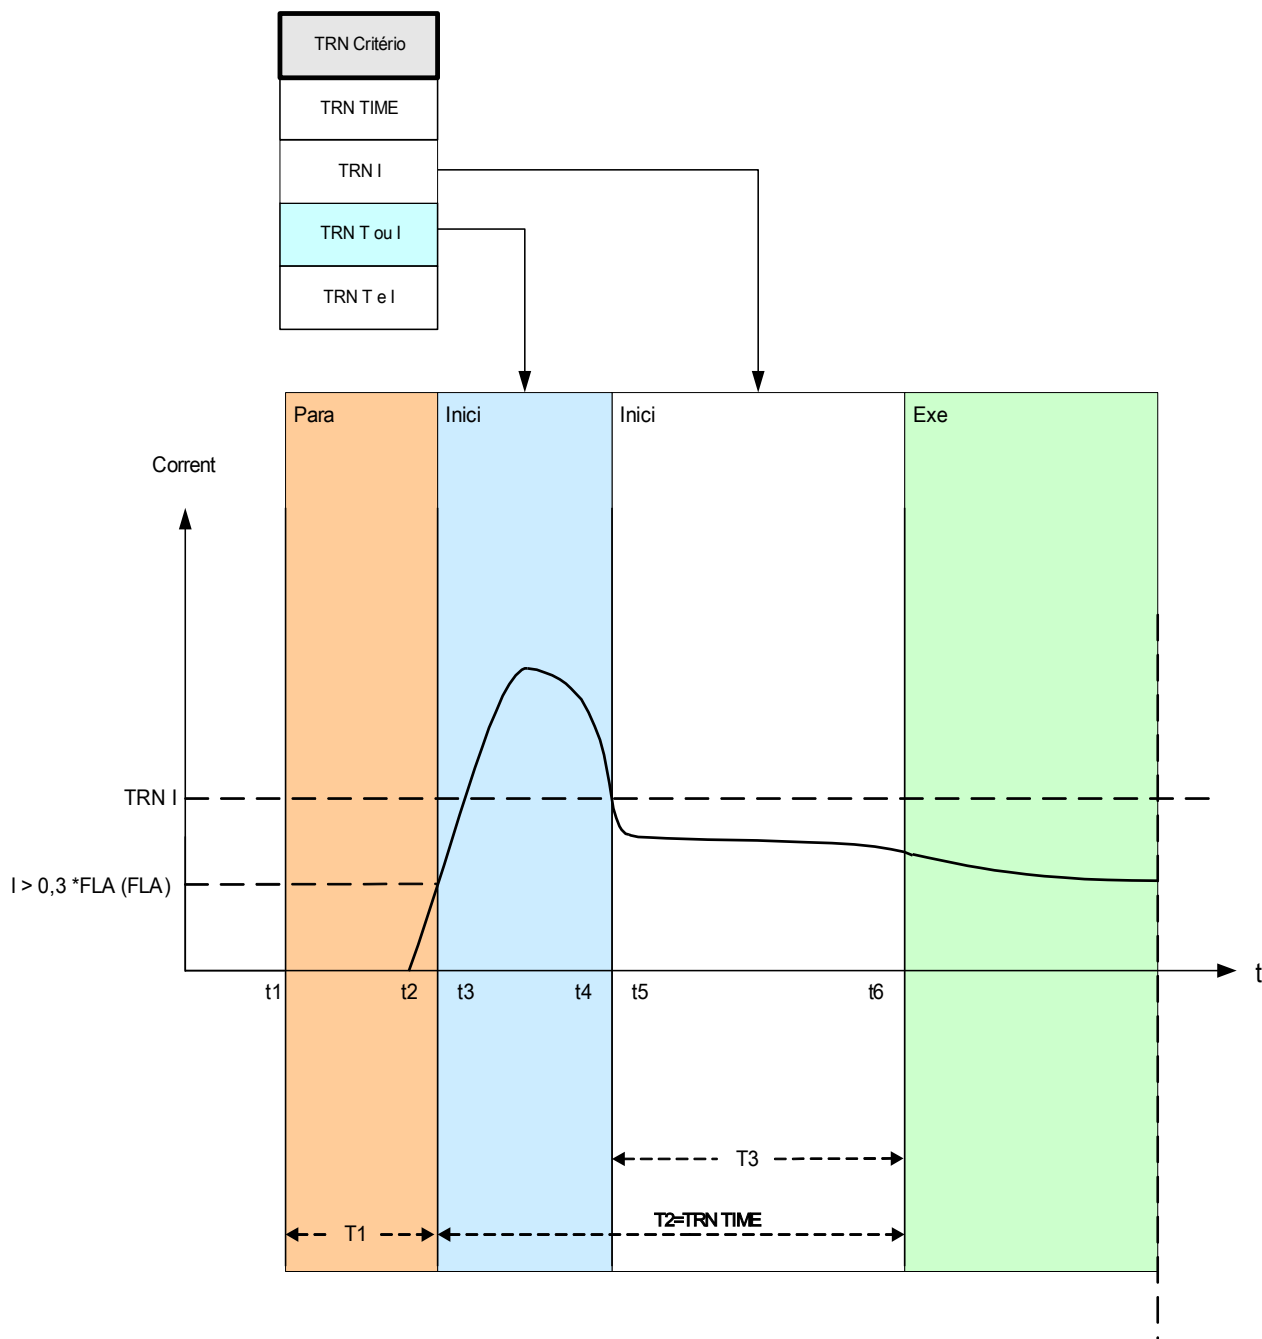 TRN Critério
TRN TIME
TRN I
TRN T ou I
TRN T e I
Para
Inici
Inici
Exe
Corrent
TRN I
I > 0,3 *FLA (FLA)
t
t1
t2
t3
t4
t5
t6
T3
T2=TRN TIME
T1